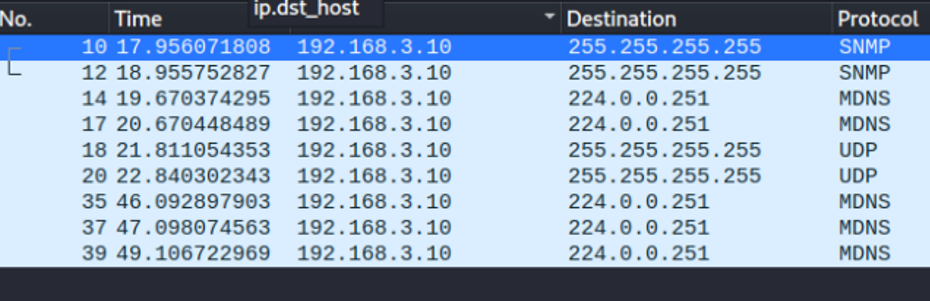 ip.dst_host
No. Time Destination Protocol
10 17.956071808 192.168.3.10 255.255.255.255 SNMP
12 18.955752827 192.168.3.10 255.255.255.255 SNMP
14 19.670374295 192.168.3.10 224.0.0.251 MDNS
17 20.670448489 192.168.3.10 224.0.0.251 MDNS
18 21.811054353 192.168.3.10 255.255.255.255 UDP
20 22.840302343 192.168.3.10 255.255.255.255 UDP
35 46.092897903 192.168.3.10 224.0.0.251 MDNS
37 47.098074563 192.168.3.10 224.0.0.251 MDNS
39 49.106722969 192.168.3.10 224.0.0.251 MDNS